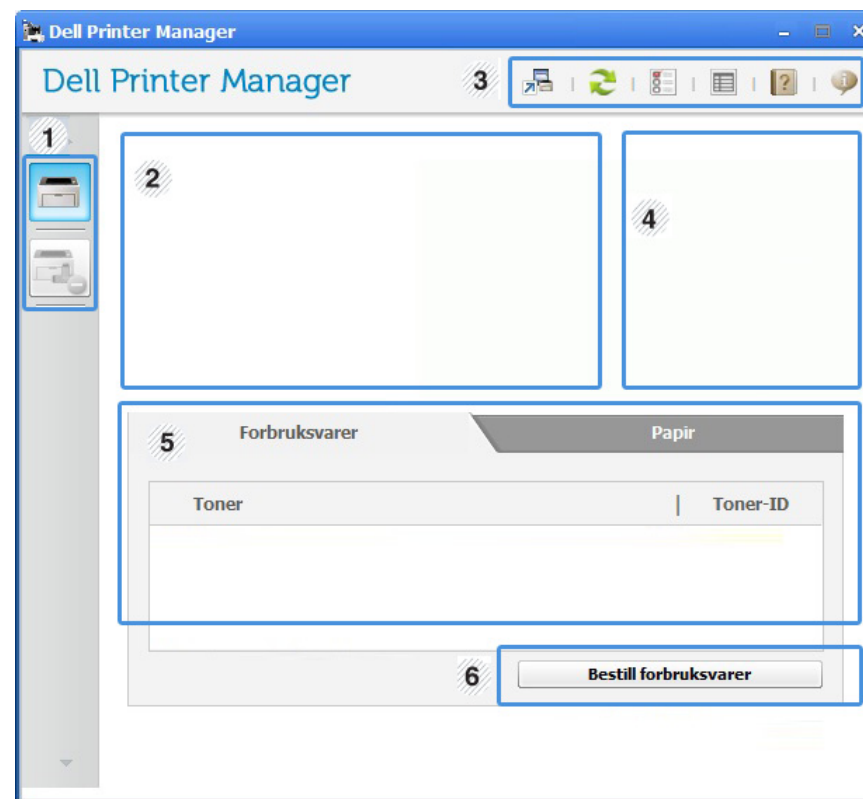 Dell Printer Manager
Dell Printer Manager
3
1
2
4
5
Forbruksvarer
Papir
Toner | Toner-ID
6
Bestill forbruksvarer